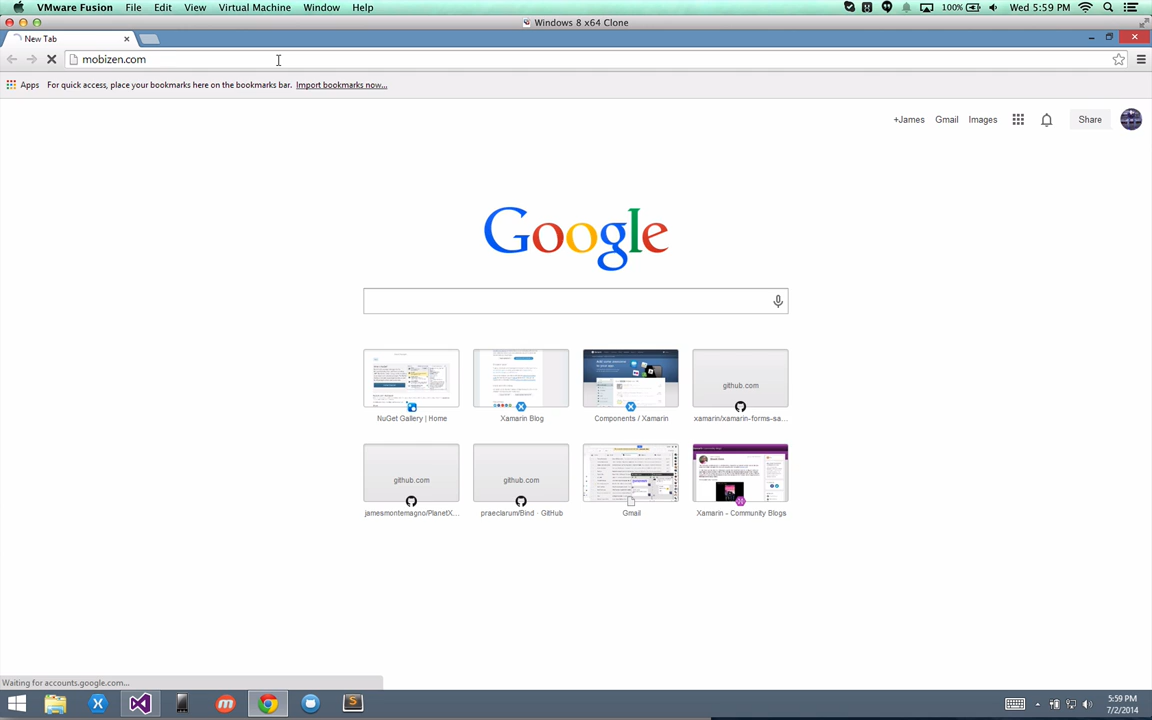 VMware Fusion File Edit View Virtual Machine Window Help 100% Wed 5:59 PM
Windows 8 x64 Clone
New Tab
mobizen.com
Apps For quick access, place your bookmarks here on the bookmarks bar. Import bookmarks now...
+James Gmail Images Share
Google
github.com
NuGet Gallery | Home Xamarin Blog Components / Xamarin xamarin/xamarin-forms-sa...
github.com github.com
jamesmontemagno/PlanetX... praeclarum/Bind · GitHub Gmail Xamarin - Community Blogs
Waiting for accounts.google.com...
5:59 PM
7/2/2014